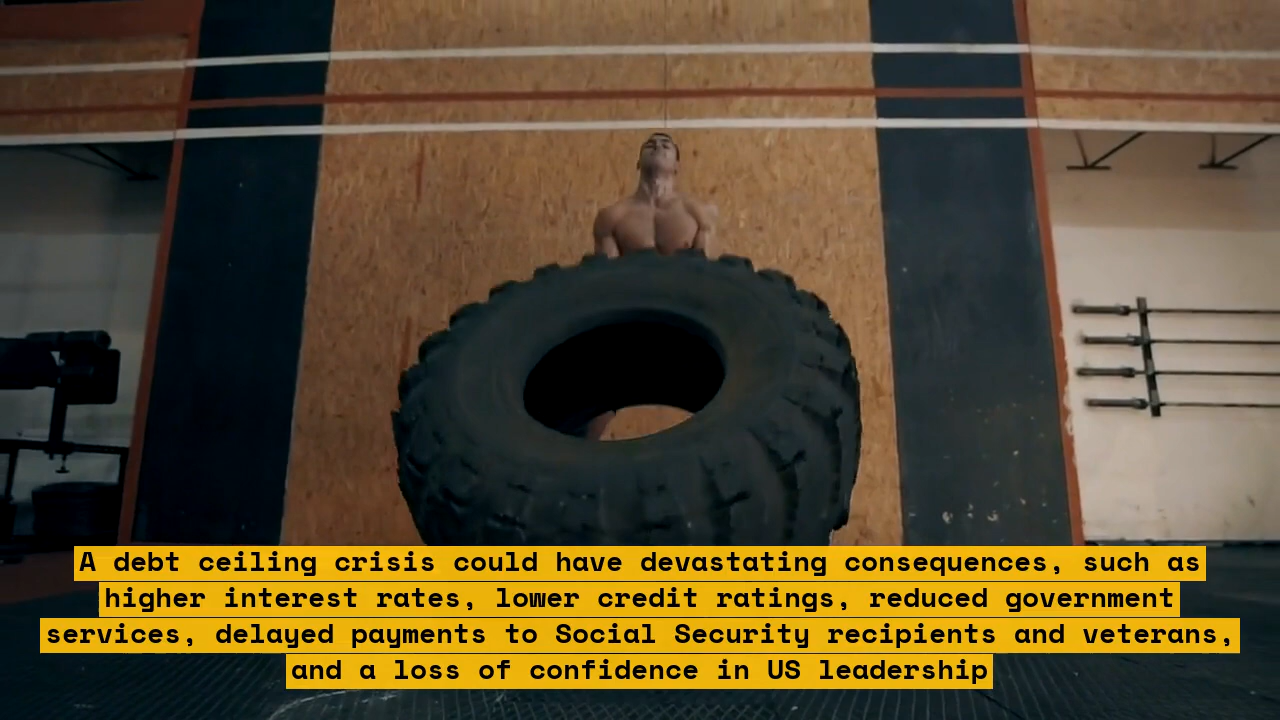 A debt ceiling crisis could have devastating consequences, such as
higher interest rates, lower credit ratings, reduced government
services, delayed payments to Social Security recipients and veterans,
and a loss of confidence in US leadership